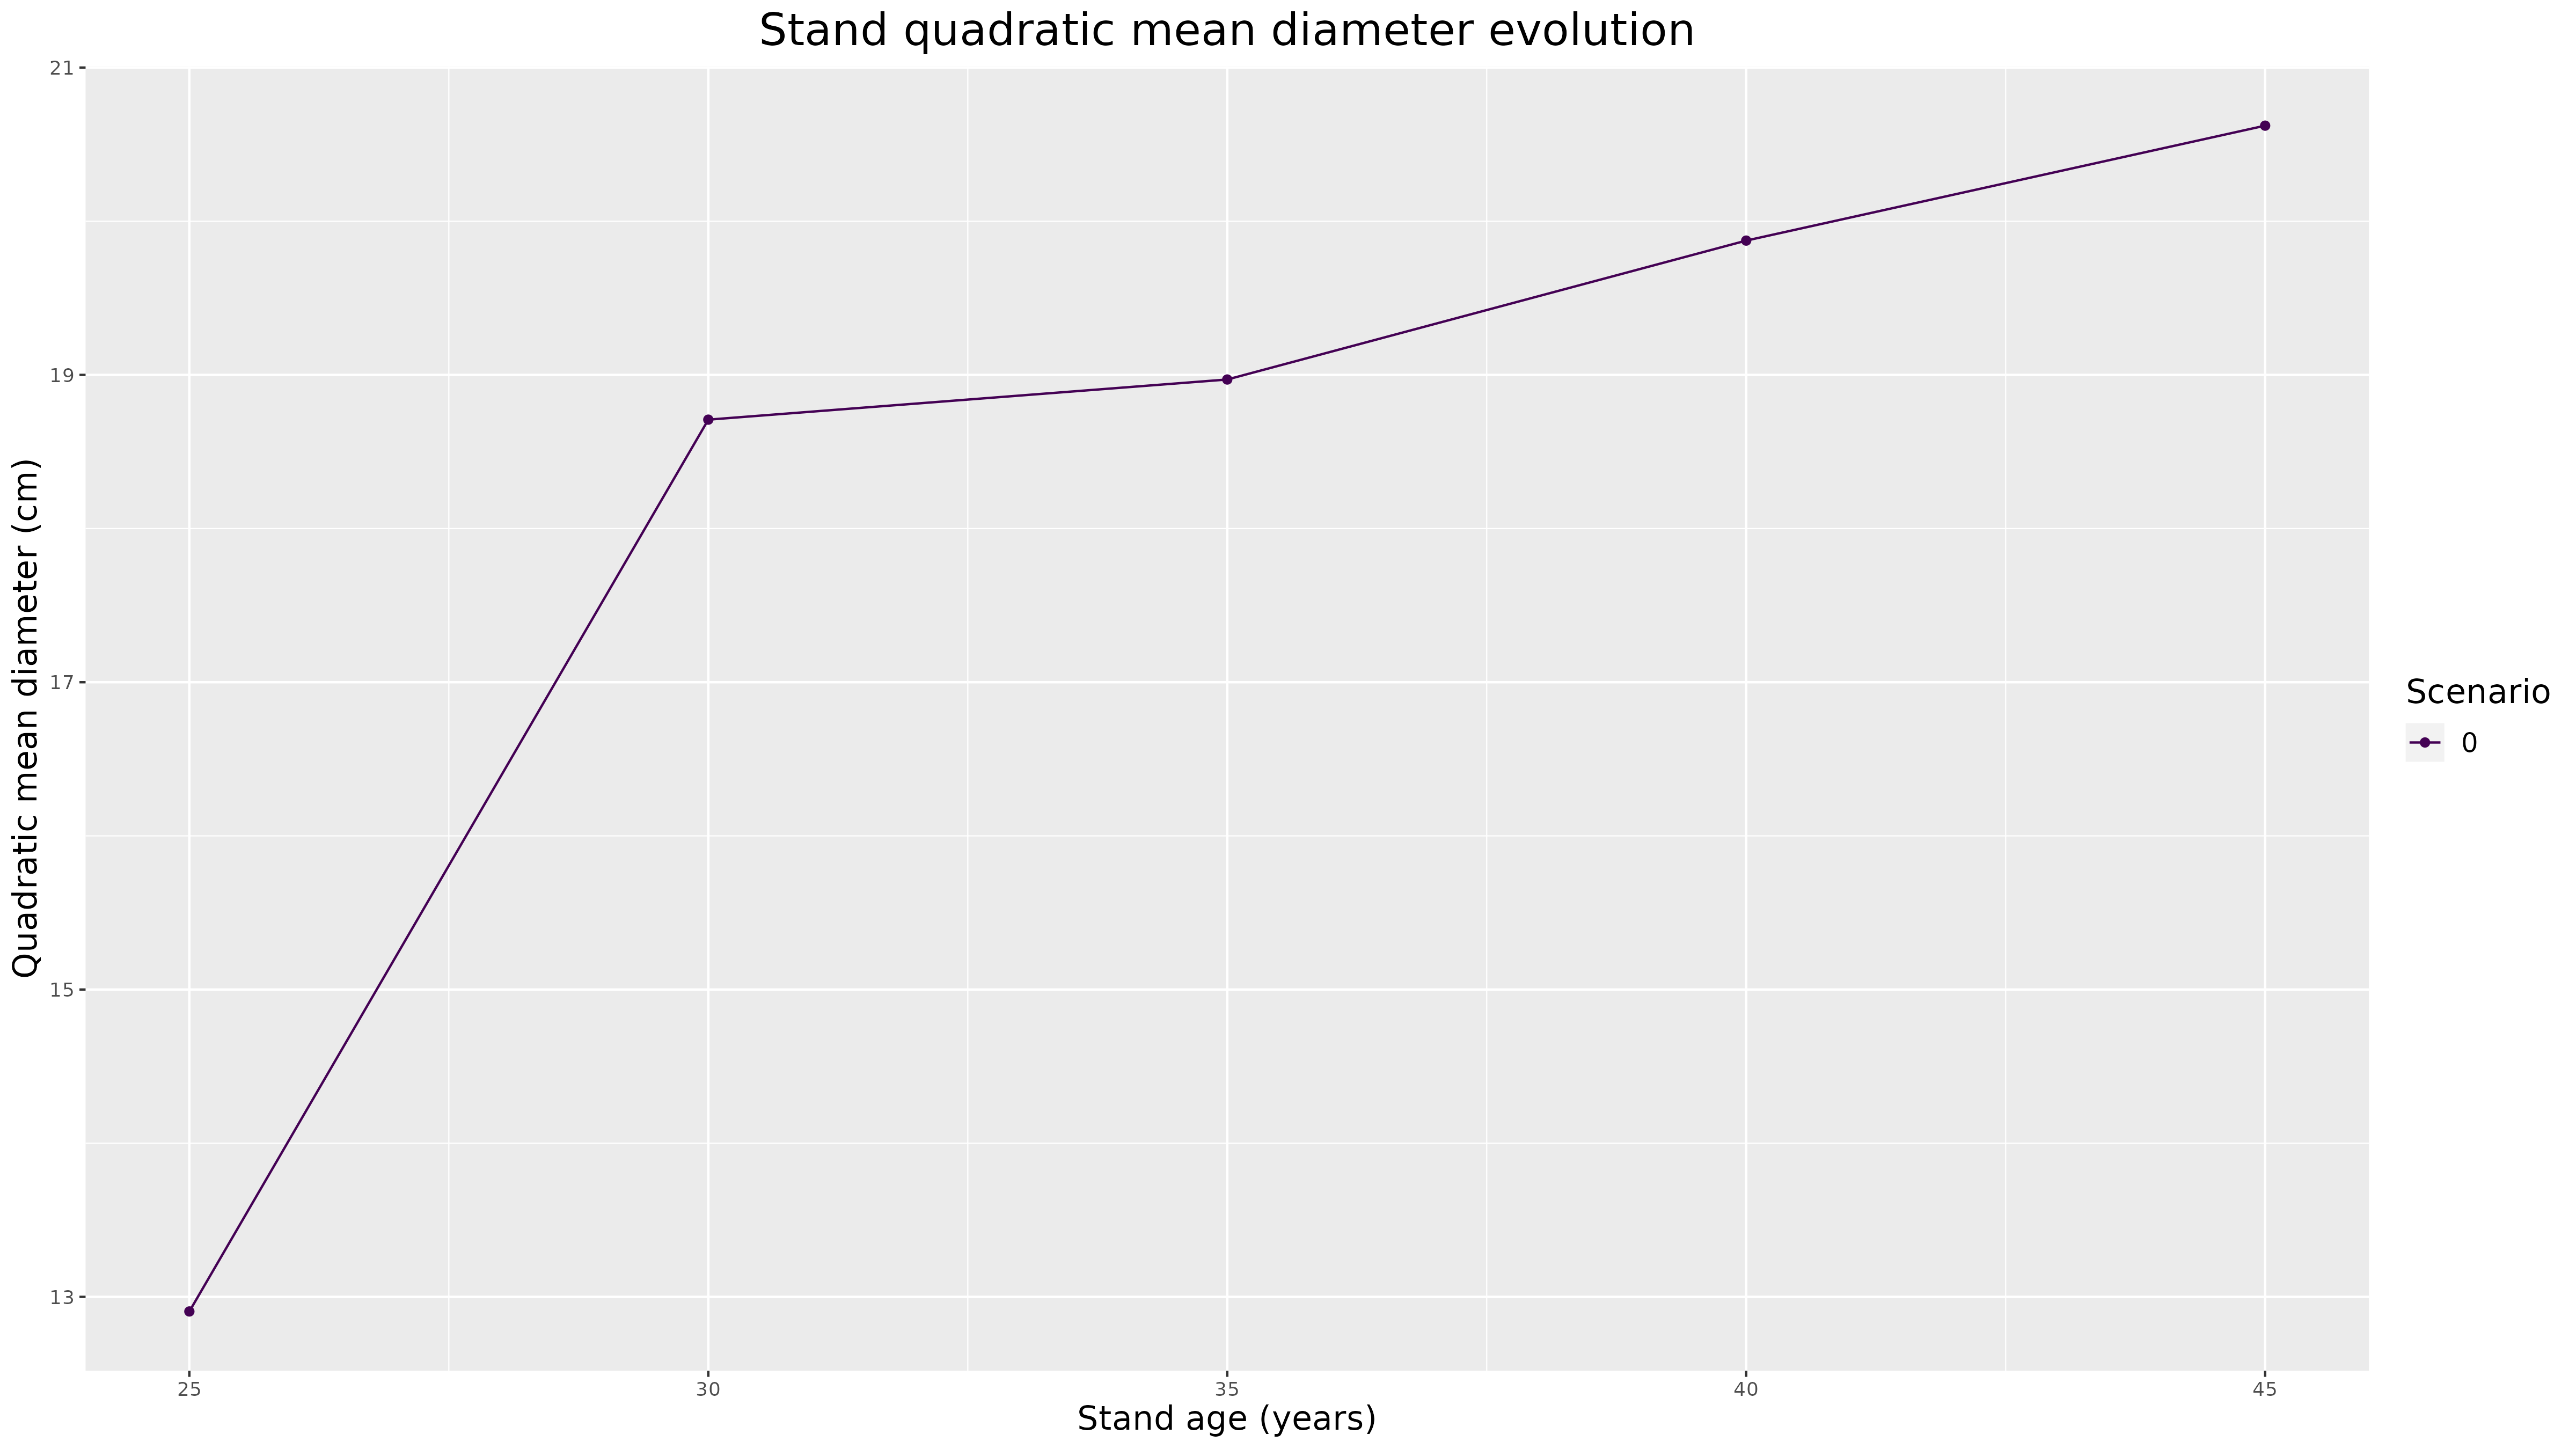 Stand quadratic mean diameter evolution
21
19
17
15
13
Quadratic mean diameter (cm)
25 30 35 40 45
Stand age (years)
Scenario
0